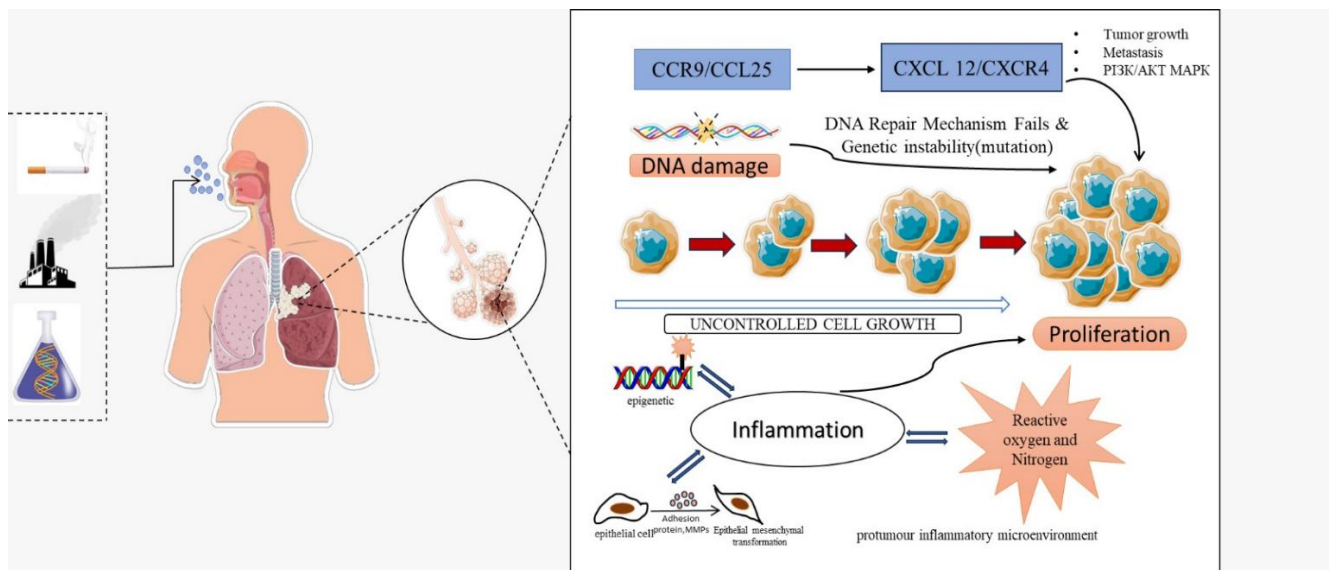 CCR9/CCL25
CXCL 12/CXCR4
• Tumor growth
• Metastasis
• PI3K/AKT MAPK
DNA damage
DNA Repair Mechanism Fails &
Genetic instability(mutation)
UNCONTROLLED CELL GROWTH
Proliferation
epigenetic
Inflammation
Reactive
oxygen and
Nitrogen
epithelial cell
Adhesion
protein,MMPs
Epithelial mesenchymal
transformation
protumour inflammatory microenvironment